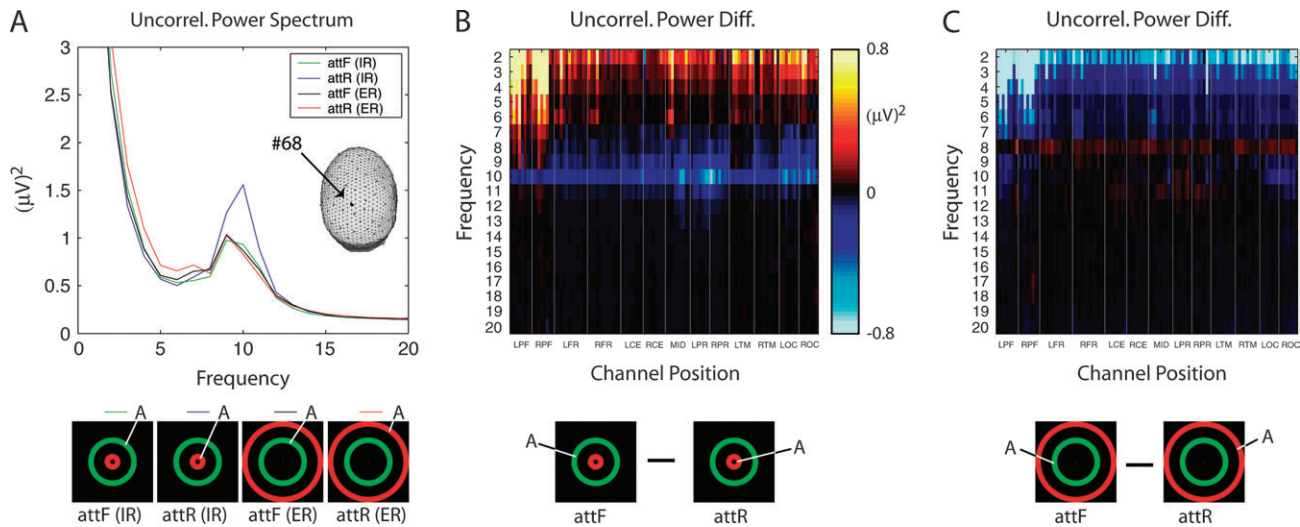 A
Uncorrel. Power Spectrum
3
2.5
2
1.5
1
0.5
0
(μV)²
0 5 10 15 20
Frequency
attF (IR)
attR (IR)
attF (ER)
attR (ER)
#68
A A A A
attF (IR) attR (IR) attF (ER) attR (ER)
B
Uncorrel. Power Diff.
Frequency
2
3
4
5
6
7
8
9
10
11
12
13
14
15
16
17
18
19
20
LPF RPF LFR RFR LCE RCE MID LPR RPR LTM RTM LOC ROC
Channel Position
0.8
(μV)²
0
-0.8
A A
attF — attR
C
Uncorrel. Power Diff.
Frequency
2
3
4
5
6
7
8
9
10
11
12
13
14
15
16
17
18
19
20
LPF RPF LFR RFR LCE RCE MID LPR RPR LTM RTM LOC ROC
Channel Position
A A
attF — attR